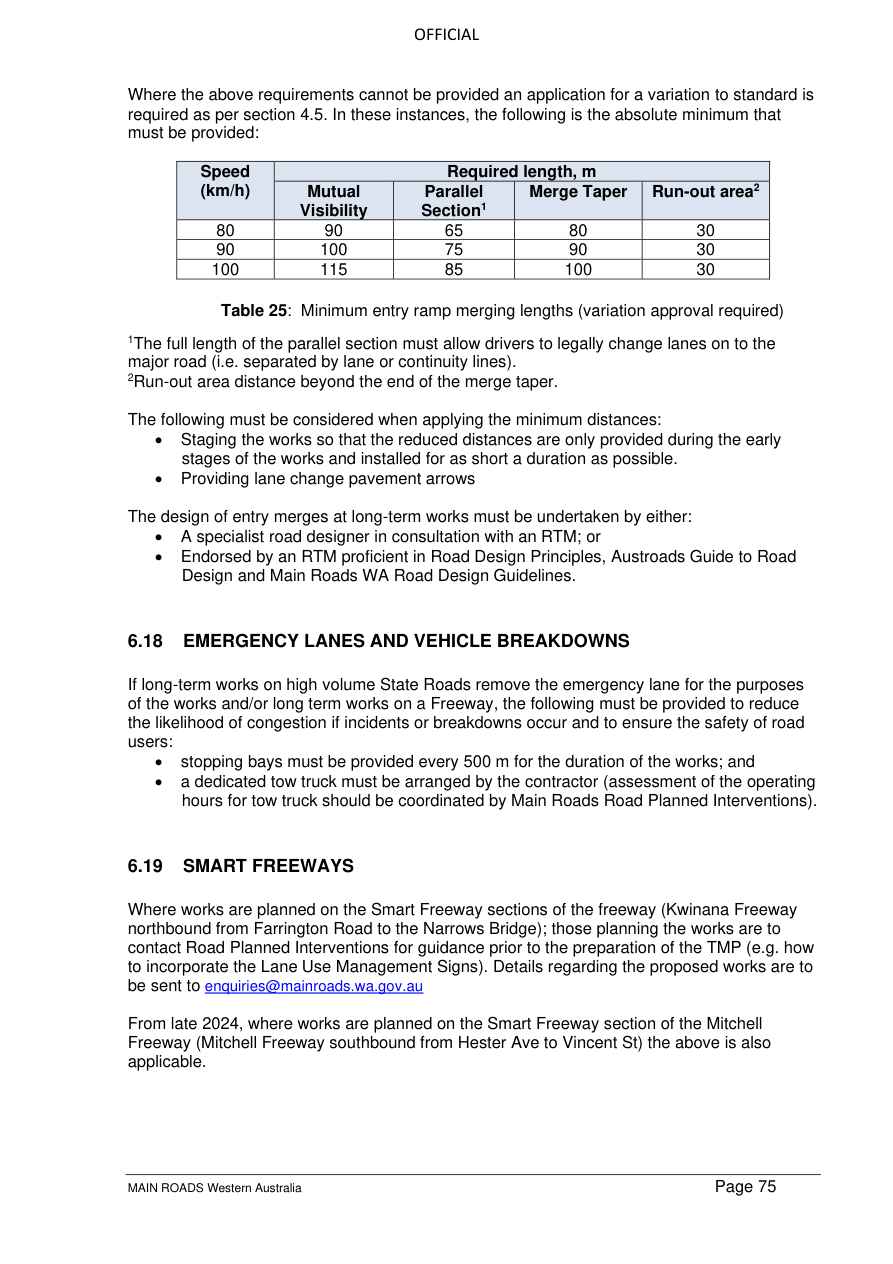 OFFICIAL
Where the above requirements cannot be provided an application for a variation to standard is
required as per section 4.5. In these instances, the following is the absolute minimum that
must be provided:
Speed (km/h) Required length, m
Mutual Visibility Parallel Section1 Merge Taper Run-out area2
80 90 65 80 30
90 100 75 90 30
100 115 85 100 30
Table 25:  Minimum entry ramp merging lengths (variation approval required)
1The full length of the parallel section must allow drivers to legally change lanes on to the
major road (i.e. separated by lane or continuity lines).
2Run-out area distance beyond the end of the merge taper.
The following must be considered when applying the minimum distances:
• Staging the works so that the reduced distances are only provided during the early
stages of the works and installed for as short a duration as possible.
• Providing lane change pavement arrows
The design of entry merges at long-term works must be undertaken by either:
• A specialist road designer in consultation with an RTM; or
• Endorsed by an RTM proficient in Road Design Principles, Austroads Guide to Road
Design and Main Roads WA Road Design Guidelines.
6.18 EMERGENCY LANES AND VEHICLE BREAKDOWNS
If long-term works on high volume State Roads remove the emergency lane for the purposes
of the works and/or long term works on a Freeway, the following must be provided to reduce
the likelihood of congestion if incidents or breakdowns occur and to ensure the safety of road
users:
• stopping bays must be provided every 500 m for the duration of the works; and
• a dedicated tow truck must be arranged by the contractor (assessment of the operating
hours for tow truck should be coordinated by Main Roads Road Planned Interventions).
6.19 SMART FREEWAYS
Where works are planned on the Smart Freeway sections of the freeway (Kwinana Freeway
northbound from Farrington Road to the Narrows Bridge); those planning the works are to
contact Road Planned Interventions for guidance prior to the preparation of the TMP (e.g. how
to incorporate the Lane Use Management Signs). Details regarding the proposed works are to
be sent to enquiries@mainroads.wa.gov.au
From late 2024, where works are planned on the Smart Freeway section of the Mitchell
Freeway (Mitchell Freeway southbound from Hester Ave to Vincent St) the above is also
applicable.
MAIN ROADS Western Australia Page 75